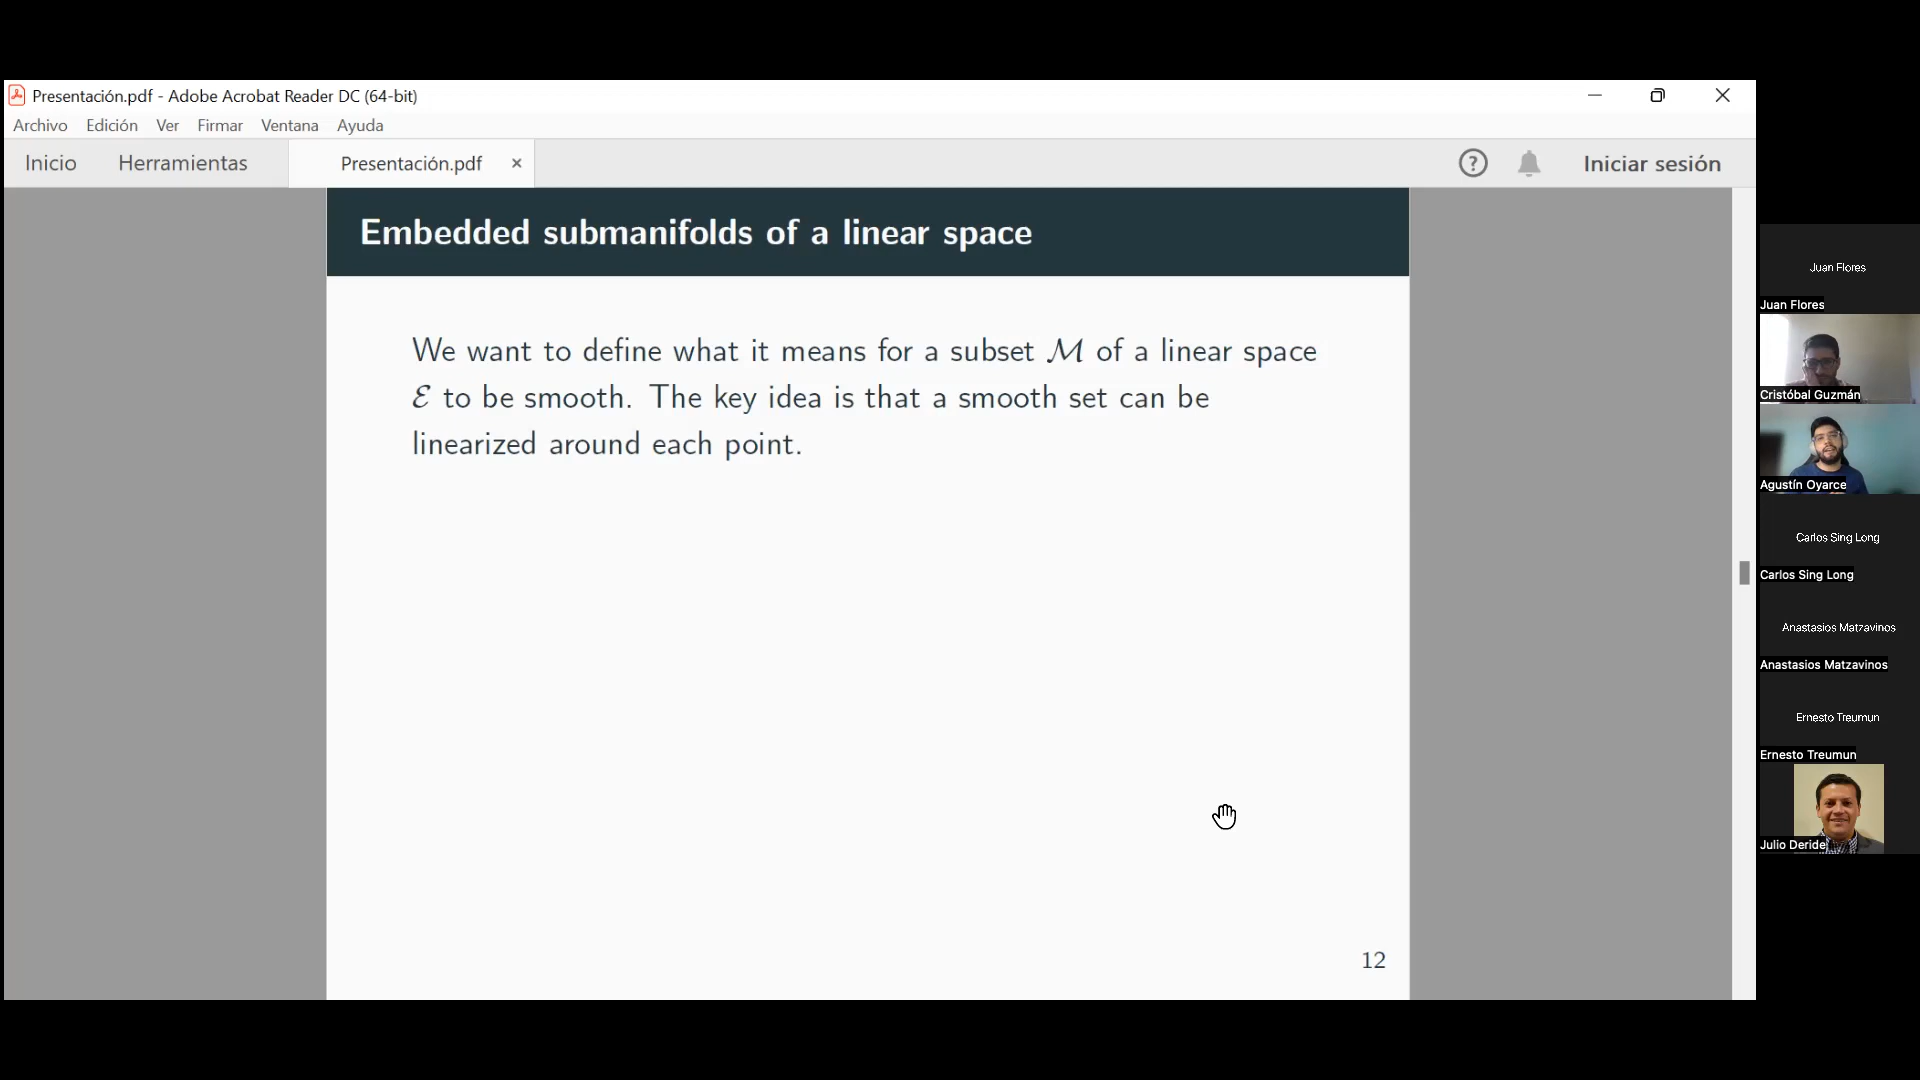 Presentación.pdf - Adobe Acrobat Reader DC (64-bit)
Archivo Edición Ver Firmar Ventana Ayuda
Inicio Herramientas Presentación.pdf × ? Iniciar sesión
Embedded submanifolds of a linear space
We want to define what it means for a subset ℳ of a linear space
ℰ to be smooth. The key idea is that a smooth set can be
linearized around each point.
12
Juan Flores
Juan Flores
Cristóbal Guzmán
Agustín Oyarce
Carlos Sing Long
Carlos Sing Long
Anastasios Matzavinos
Anastasios Matzavinos
Ernesto Treumun
Ernesto Treumun
Julio Deride